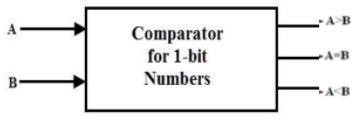 A
B
Comparator
for 1-bit
Numbers
A>B
A=B
A<B